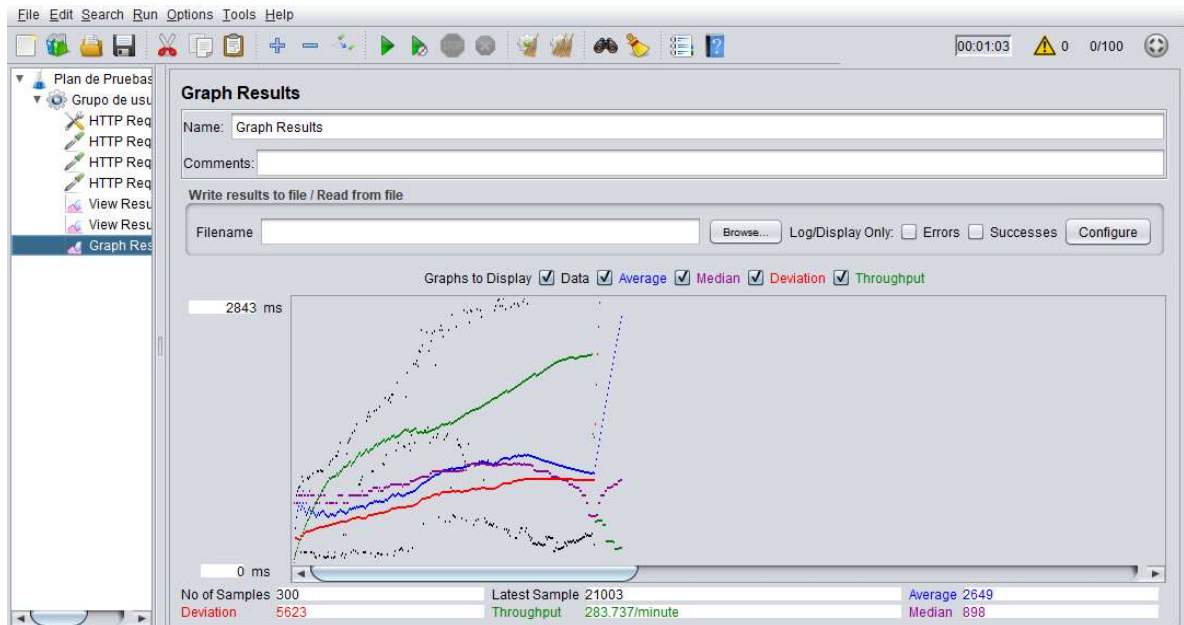 File Edit Search Run Options Tools Help
00:01:03 0 0/100
Plan de Pruebas
Grupo de usu
HTTP Req
HTTP Req
HTTP Req
HTTP Req
View Resu
View Resu
Graph Res
Graph Results
Name: Graph Results
Comments:
Write results to file / Read from file
Filename Browse... Log/Display Only: Errors Successes Configure
Graphs to Display Data Average Median Deviation Throughput
2843 ms
0 ms
No of Samples 300 Latest Sample 21003 Average 2649
Deviation 5623 Throughput 283.737/minute Median 898